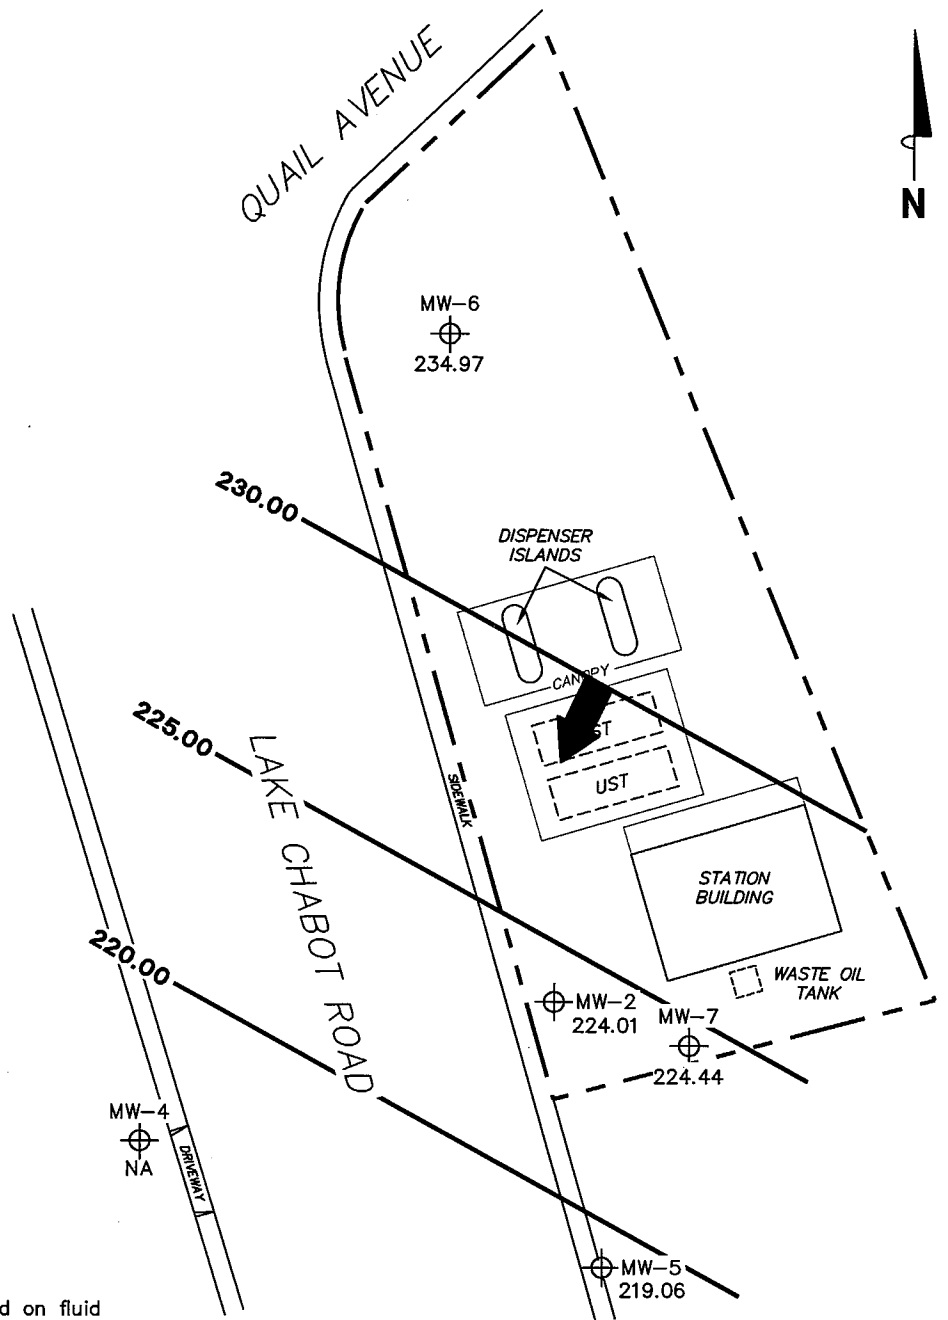 QUAIL AVENUE
N
MW-6
234.97
230.00
DISPENSER
ISLANDS
CANOPY
UST
225.00
LAKE CHABOT ROAD
SIDEWALK
STATION
BUILDING
220.00
WASTE OIL
TANK
MW-2
224.01
MW-7
224.44
MW-4
NA
DRIVEWAY
MW-5
219.06
d on fluid